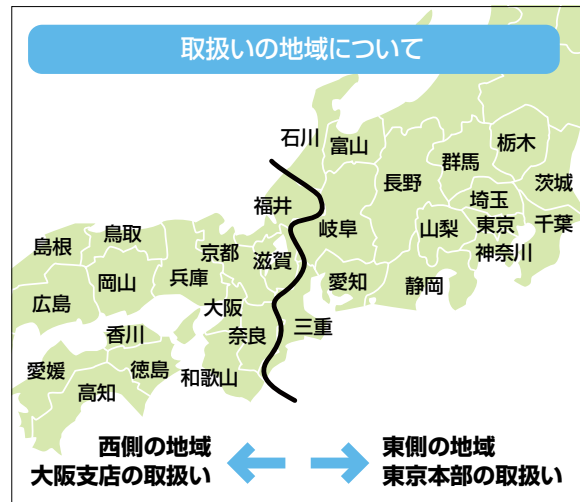 取扱いの地域について
石川
富山
栃木
群馬
長野
茨城
埼玉
福井
岐阜
山梨
東京
千葉
神奈川
島根
鳥取
京都
滋賀
岡山
兵庫
愛知
静岡
広島
大阪
奈良
三重
香川
愛媛
徳島
和歌山
高知
西側の地域
大阪支店の取扱い
東側の地域
東京本部の取扱い